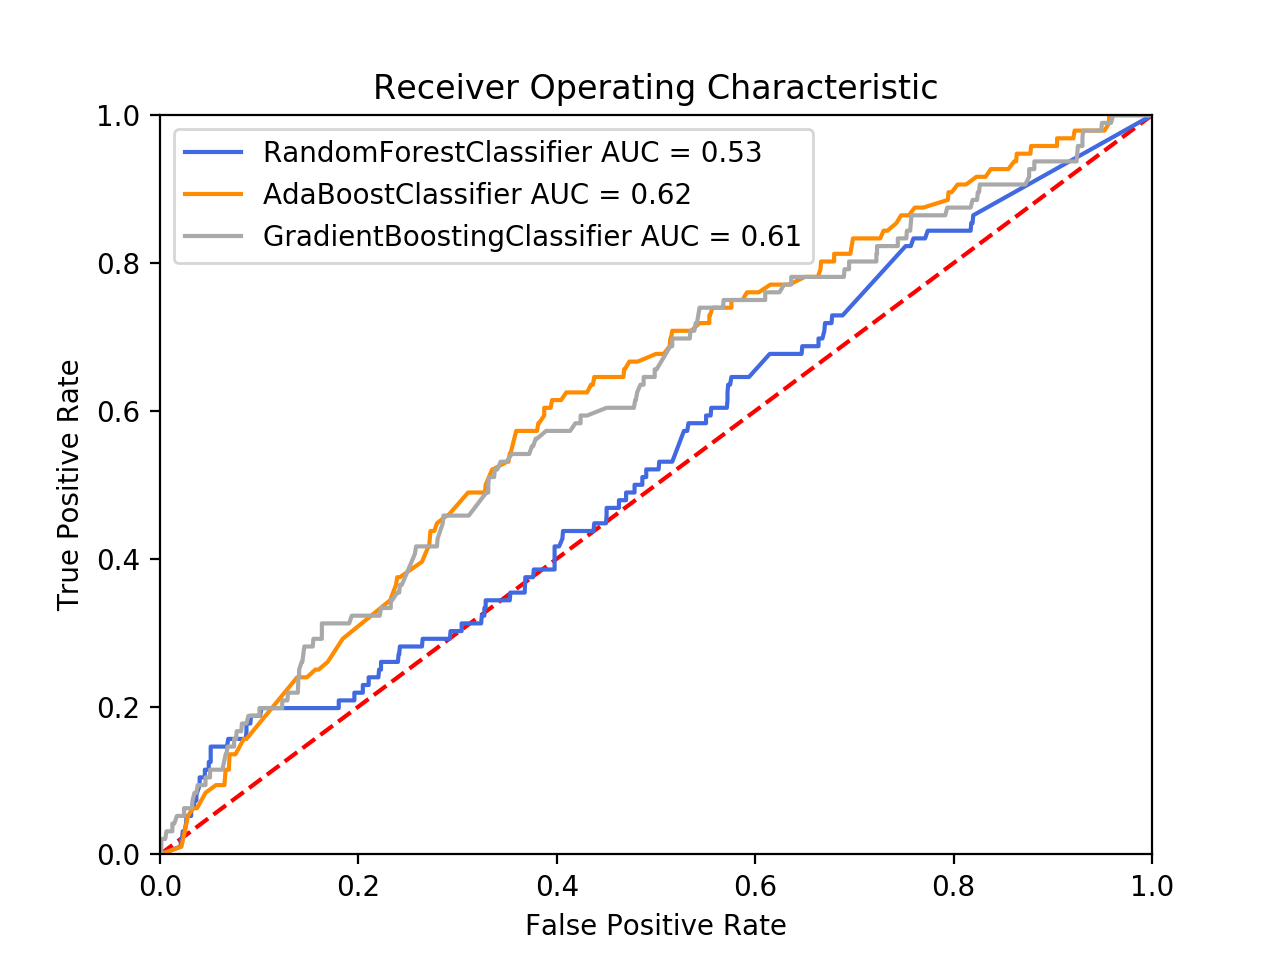 Receiver Operating Characteristic
RandomForestClassifier AUC = 0.53
AdaBoostClassifier AUC = 0.62
GradientBoostingClassifier AUC = 0.61
True Positive Rate
1.0
0.8
0.6
0.4
0.2
0.0
0.0 0.2 0.4 0.6 0.8 1.0
False Positive Rate